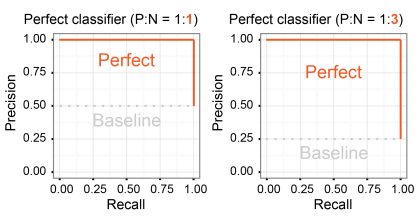 Perfect classifier (P:N = 1:1)
1.00
0.75
0.50
0.25
0.00
Precision
Perfect
Baseline
0.00 0.25 0.50 0.75 1.00
Recall
Perfect classifier (P:N = 1:3)
1.00
0.75
0.50
0.25
0.00
Precision
Perfect
Baseline
0.00 0.25 0.50 0.75 1.00
Recall